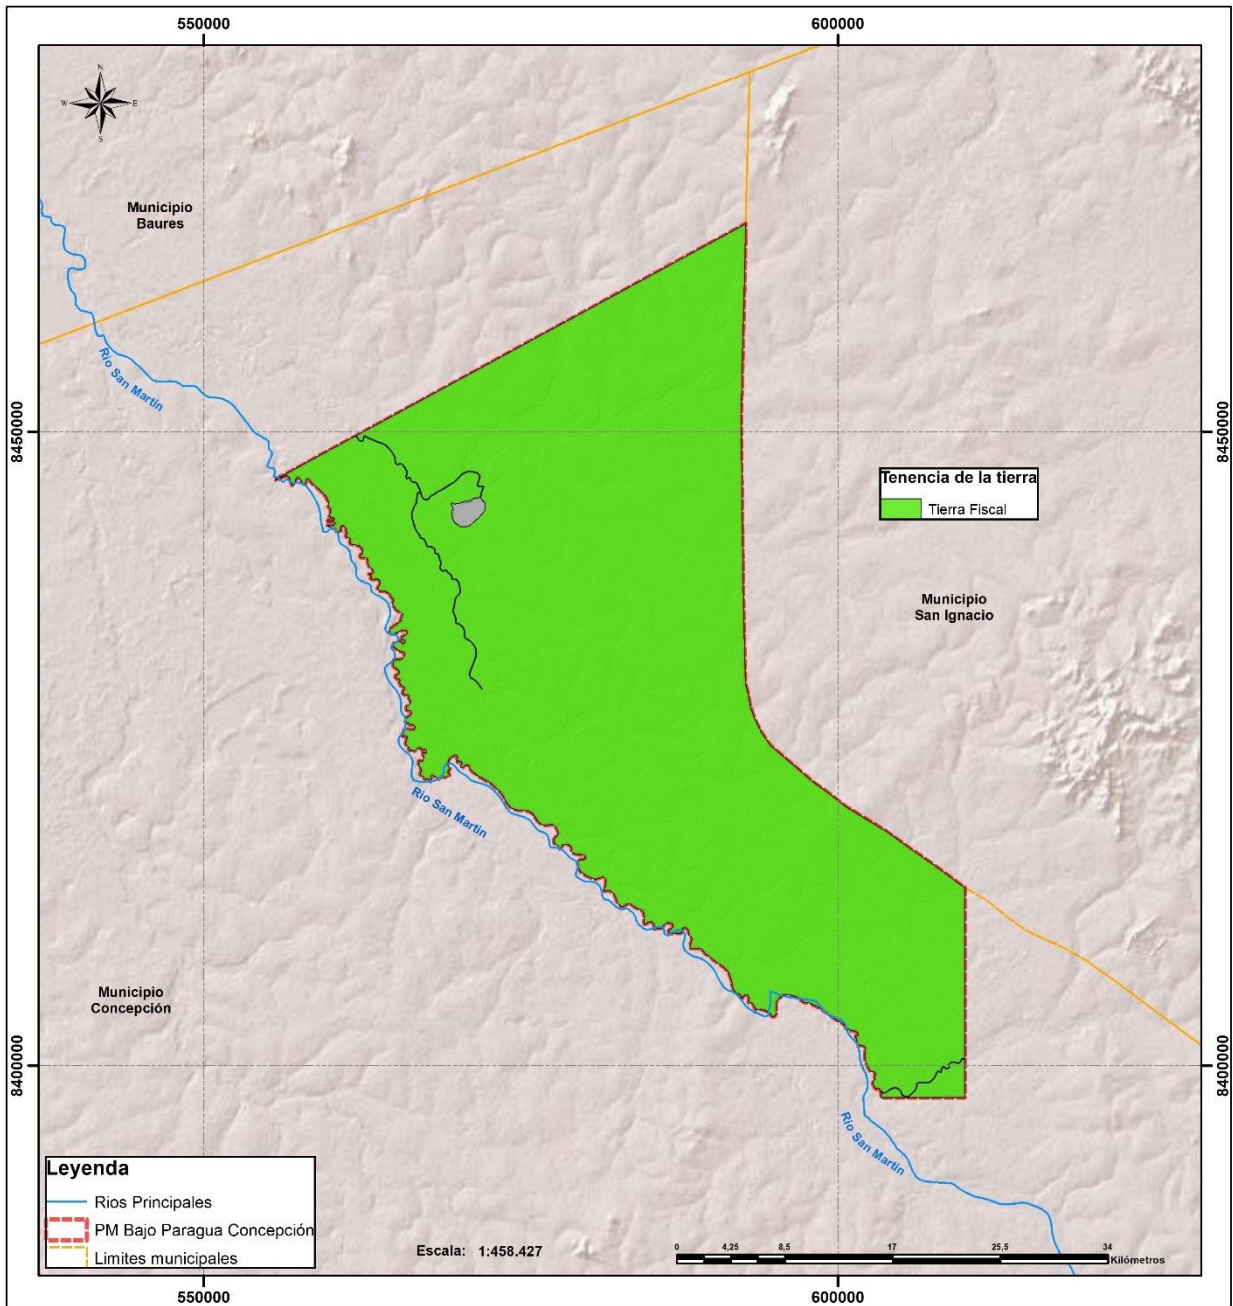 550000
600000
N
W
E
S
Municipio
Baures
Rio San Martin
8450000
8450000
Tenencia de la tierra
Tierra Fiscal
Municipio
San Ignacio
Rio San Martin
Municipio
Concepción
8400000
8400000
Rio San Martin
Leyenda
Rios Principales
PM Bajo Paragua Concepción
Limites municipales
Escala: 1:458.427
0 4,25 8,5 17 25,5 34
Kilómetros
550000
600000